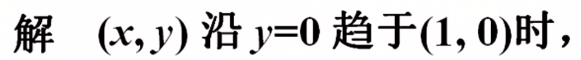 解 (x, y) 沿 y=0 趋于(1, 0)时，